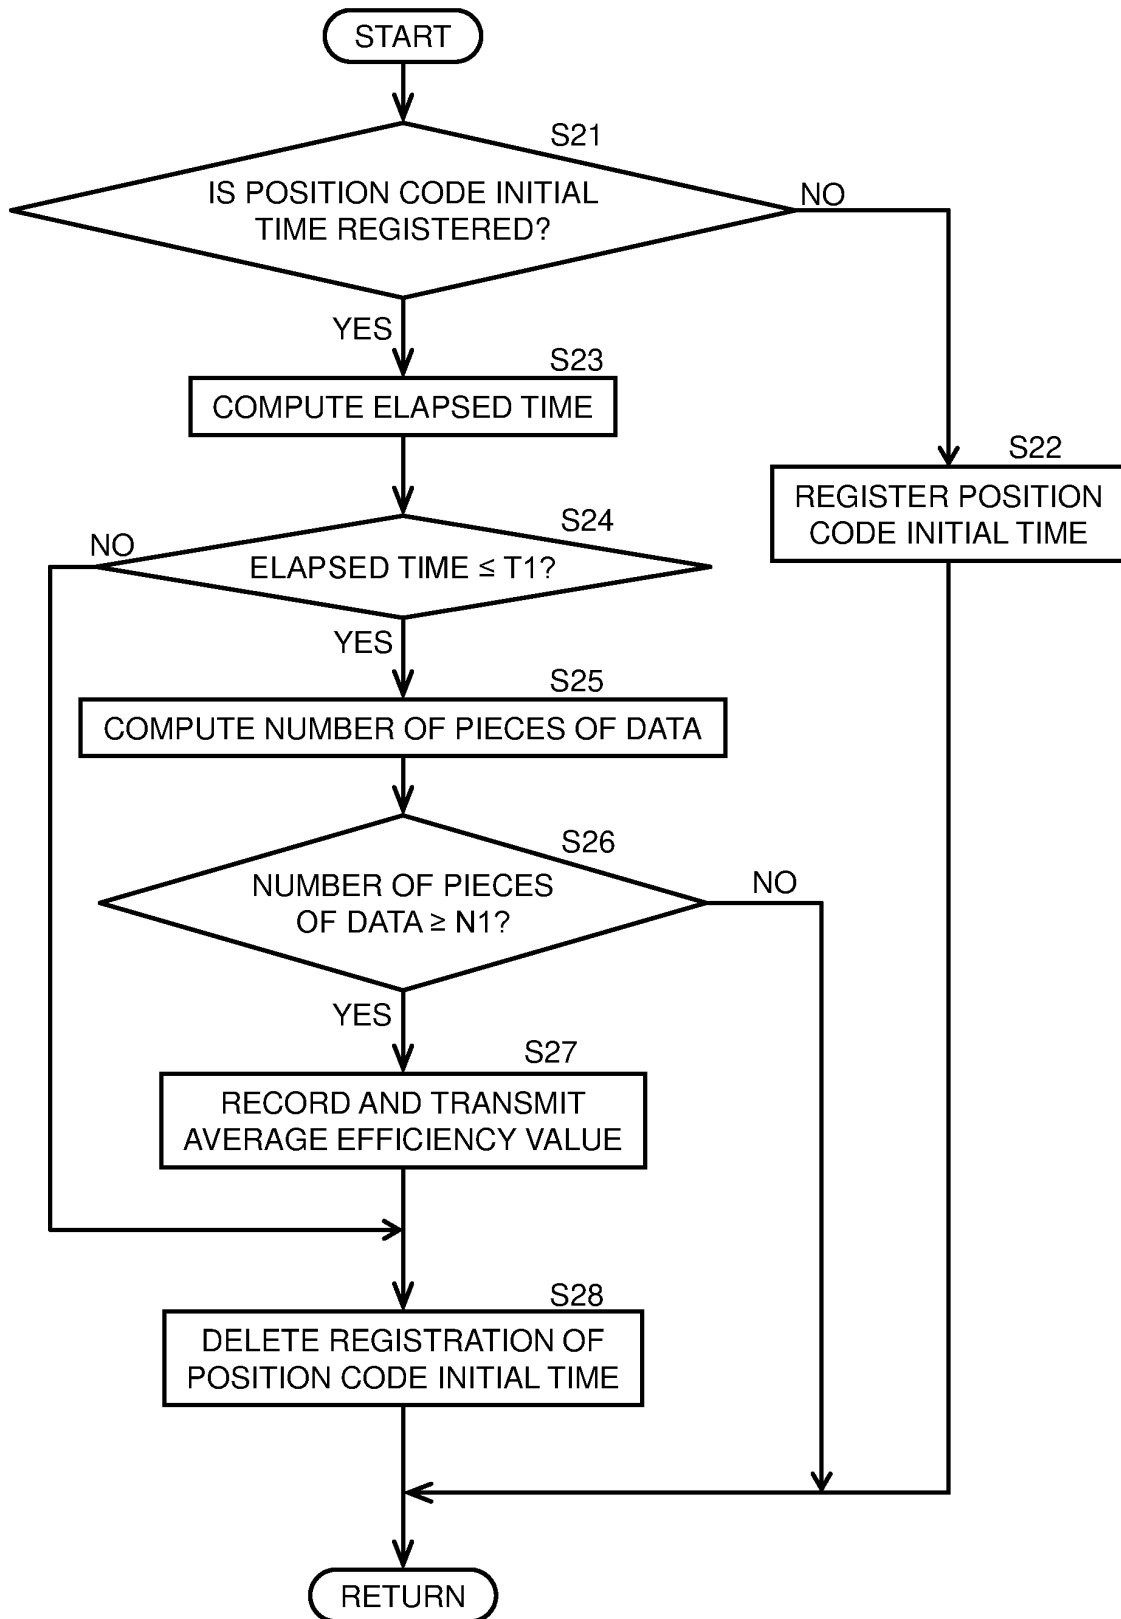 START
S21
IS POSITION CODE INITIAL
TIME REGISTERED?
NO
YES
S23
COMPUTE ELAPSED TIME
S22
REGISTER POSITION
CODE INITIAL TIME
S24
NO
ELAPSED TIME ≤ T1?
YES
S25
COMPUTE NUMBER OF PIECES OF DATA
S26
NUMBER OF PIECES
OF DATA ≥ N1?
NO
YES
S27
RECORD AND TRANSMIT
AVERAGE EFFICIENCY VALUE
S28
DELETE REGISTRATION OF
POSITION CODE INITIAL TIME
RETURN